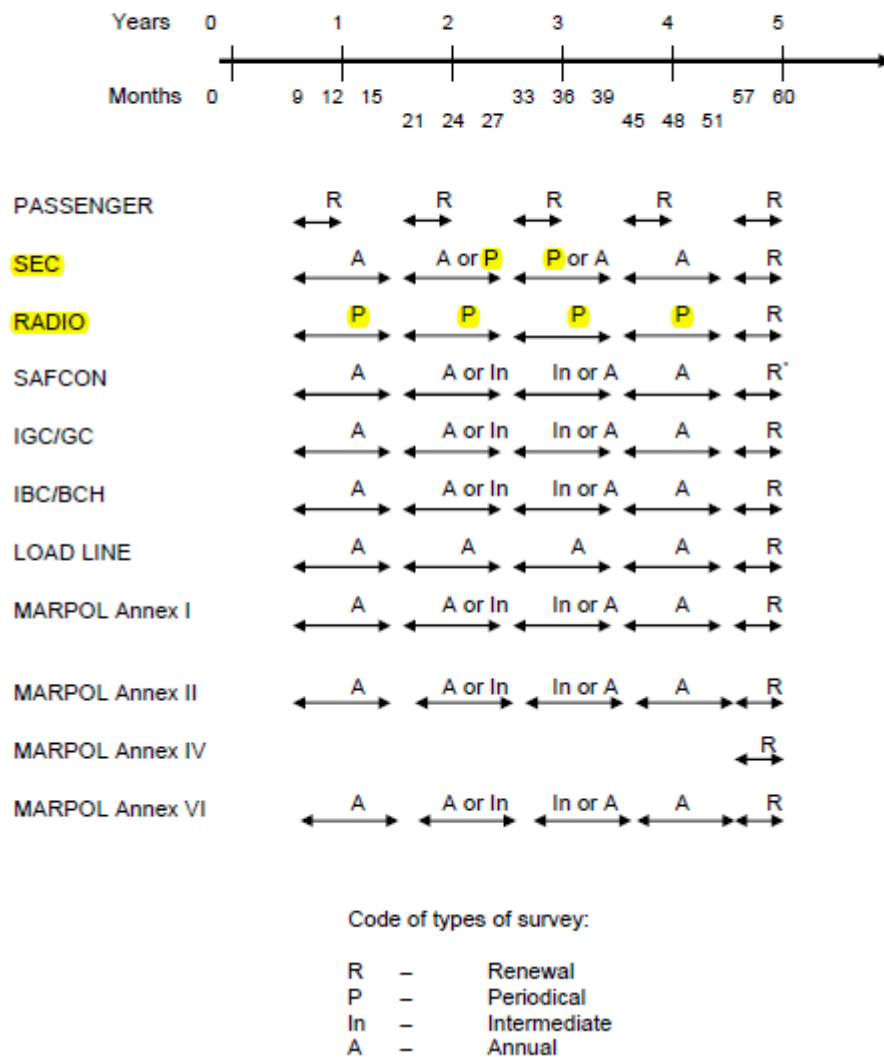 Years 0 1 2 3 4 5
Months 0 9 12 15 33 36 39 57 60
21 24 27 45 48 51
PASSENGER R R R R R
SEC A A or P P or A A R
RADIO P P P P R
SAFCON A A or In In or A A R*
IGC/GC A A or In In or A A R
IBC/BCH A A or In In or A A R
LOAD LINE A A A A R
MARPOL Annex I A A or In In or A A R
MARPOL Annex II A A or In In or A A R
MARPOL Annex IV R
MARPOL Annex VI A A or In In or A A R
Code of types of survey:
R – Renewal
P – Periodical
In – Intermediate
A – Annual